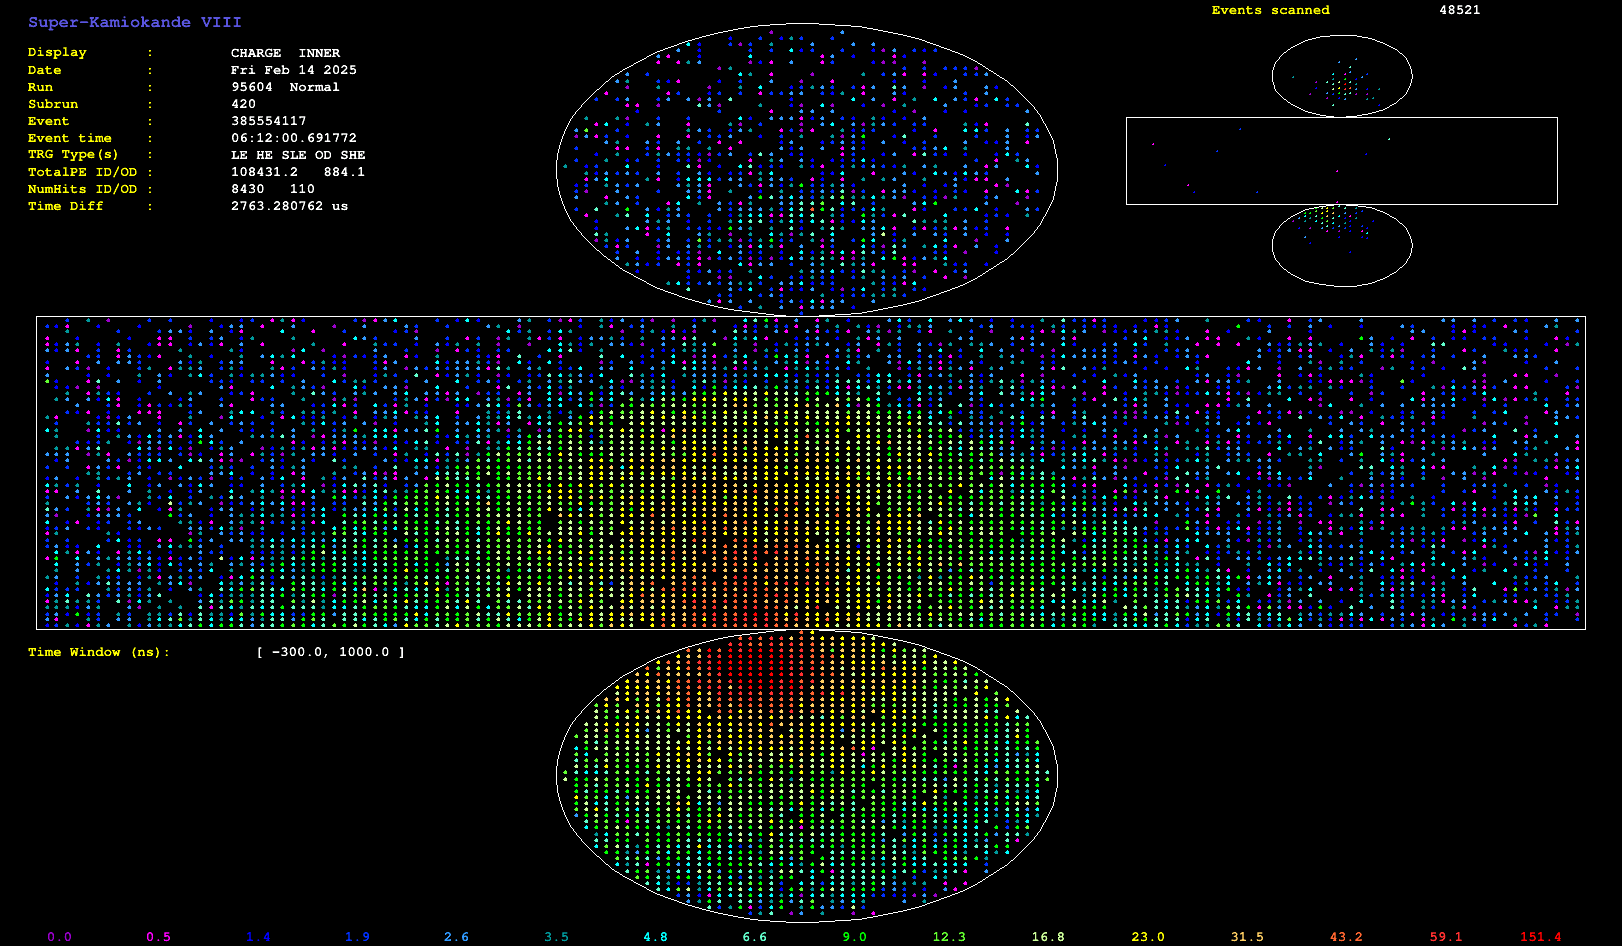 Super-Kamiokande VIII
Events scanned 48521
Display : CHARGE INNER
Date : Fri Feb 14 2025
Run : 95604 Normal
Subrun : 420
Event : 385554117
Event time : 06:12:00.691772
TRG Type(s) : LE HE SLE OD SHE
TotalPE ID/OD : 108431.2 884.1
NumHits ID/OD : 8430 110
Time Diff : 2763.280762 us
Time Window (ns): [ -300.0, 1000.0 ]
0.0 0.5 1.4 1.9 2.6 3.5 4.8 6.6 9.0 12.3 16.8 23.0 31.5 43.2 59.1 151.4